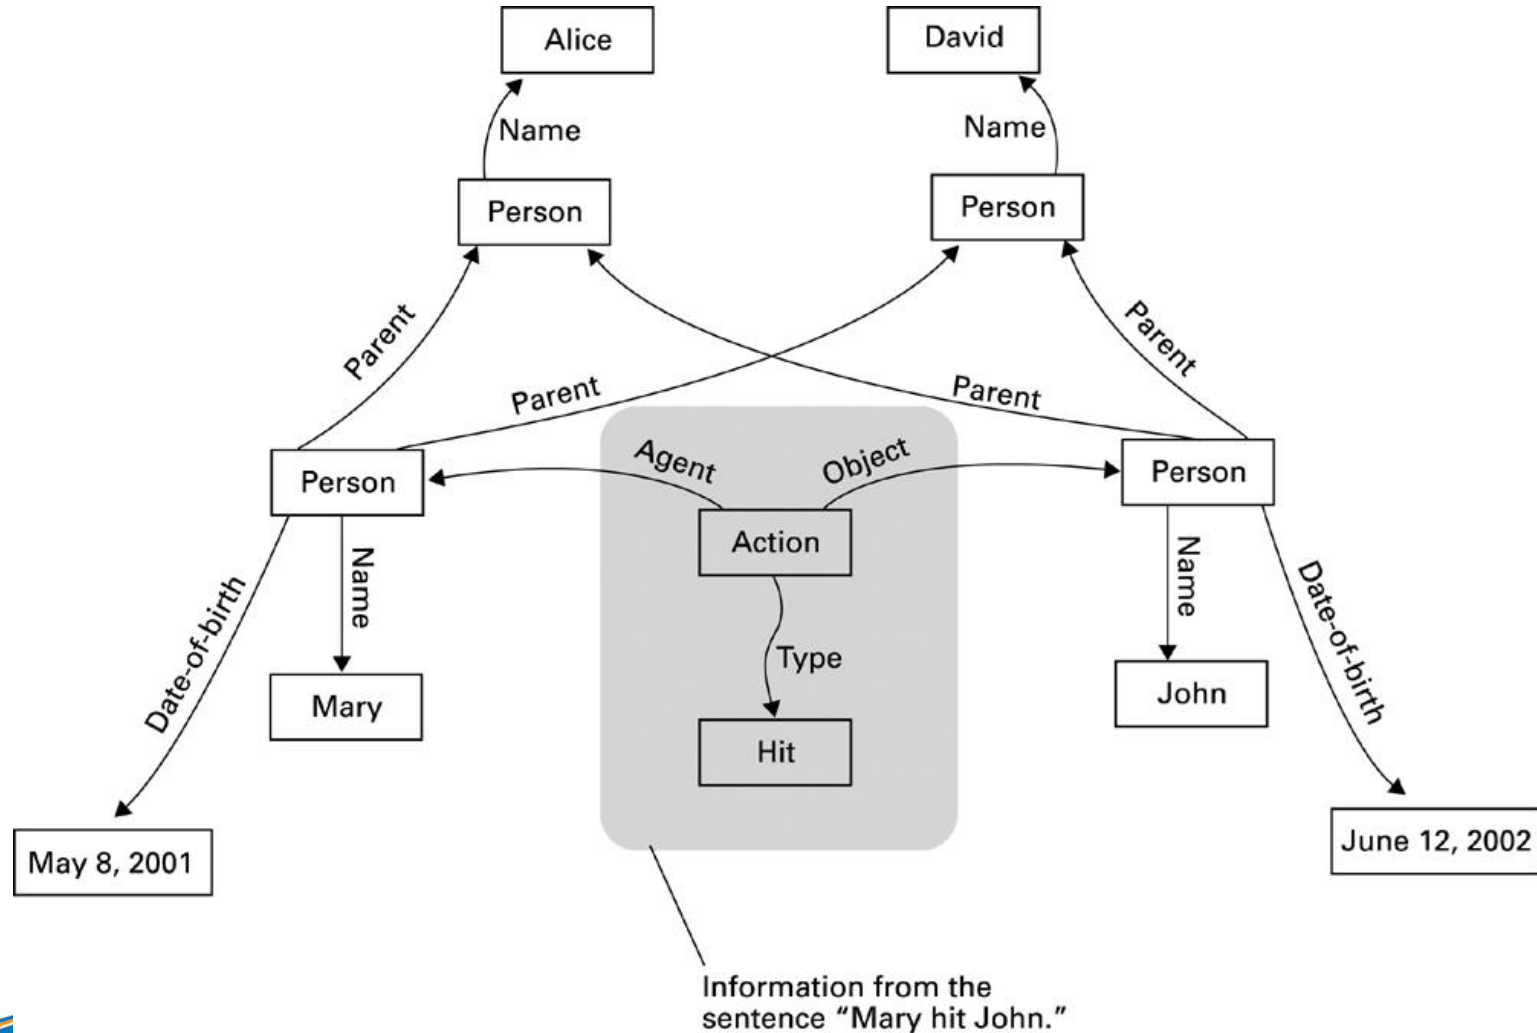 Alice
David
Name
Name
Person
Person
Parent
Parent
Parent
Parent
Agent
Object
Person
Person
Action
Name
Name
Date-of-birth
Date-of-birth
Type
Mary
John
Hit
May 8, 2001
June 12, 2002
Information from the
sentence “Mary hit John.”